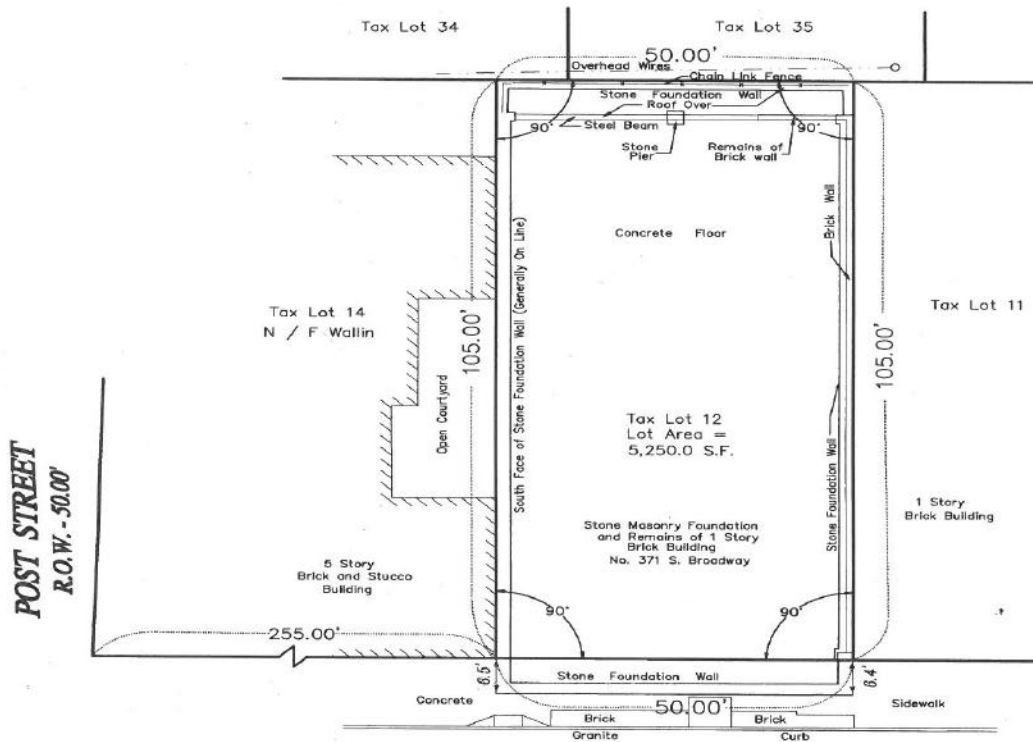 Tax Lot 34
Tax Lot 35
50.00'
Overhead Wires
Chain Link Fence
Stone Foundation Wall
Roof Over
90°
Steel Beam
Stone
Pier
Remains of
Brick wall
90°
Concrete Floor
Brick Wall
South Face of Stone Foundation Wall (Generally On Line)
Tax Lot 14
N / F Wallin
105.00'
Open Courtyard
105.00'
Tax Lot 11
Tax Lot 12
Lot Area =
5,250.0 S.F.
Stone Foundation Wall
POST STREET
R.O.W. - 50.00'
1 Story
Brick Building
Stone Masonry Foundation
and Remains of 1 Story
Brick Building
No. 371 S. Broadway
5 Story
Brick and Stucco
Building
90°
90°
255.00'
6.5'
Stone Foundation Wall
6.4'
Concrete
50.00'
Sidewalk
Brick
Brick
Granite
Curb